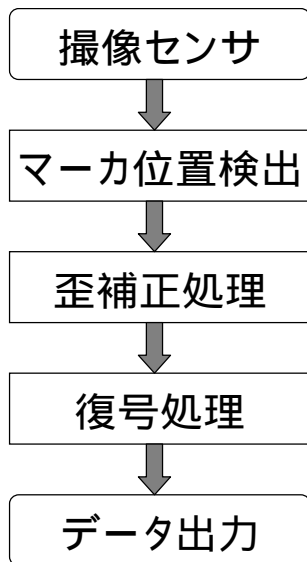 撮像センサ
マーカ位置検出
歪補正処理
復号処理
データ出力